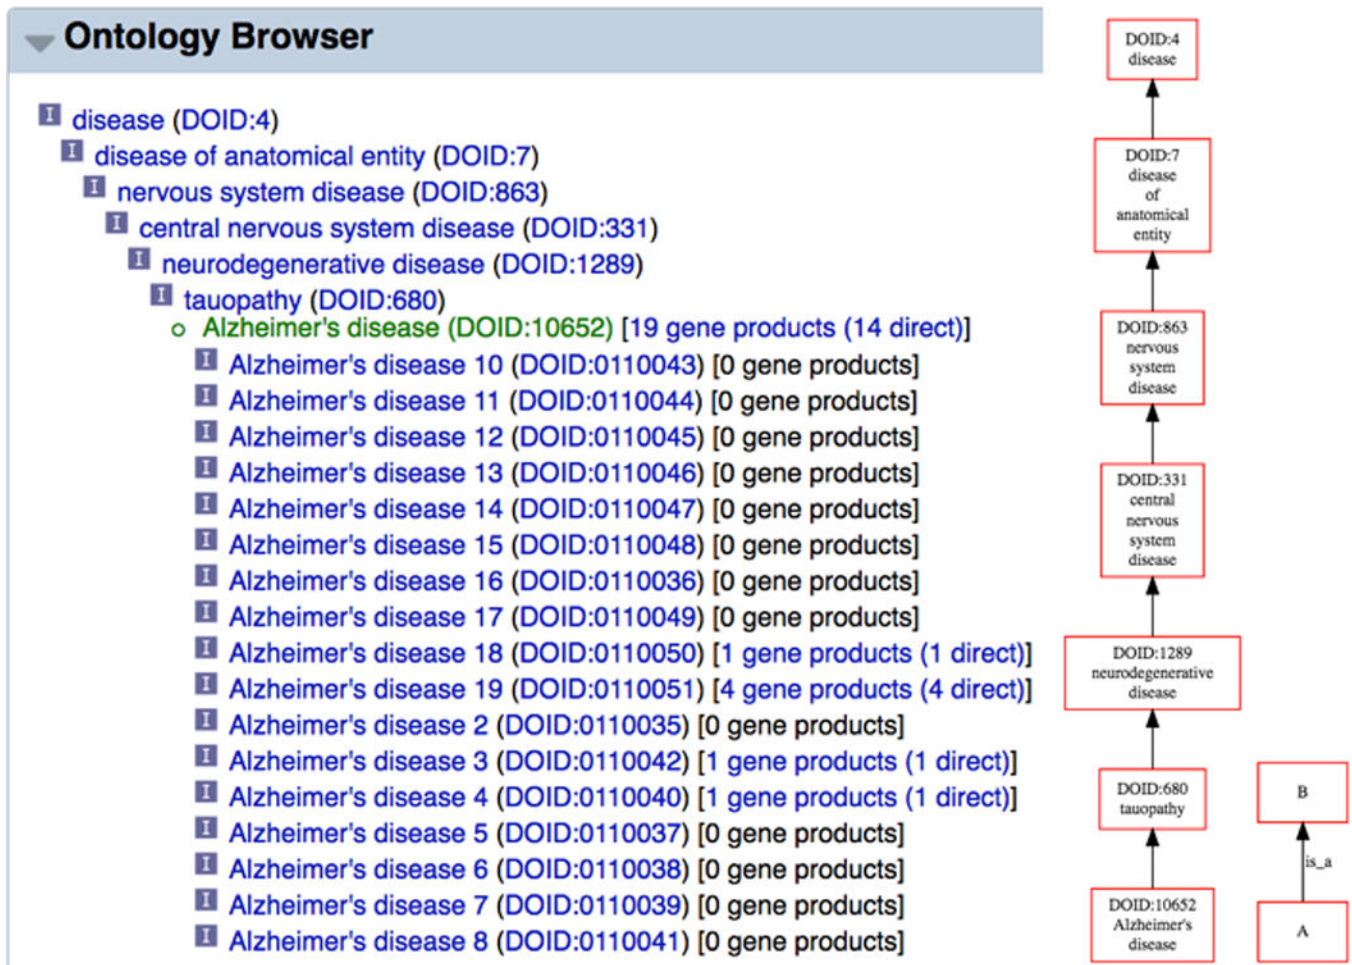 Ontology Browser
disease (DOID:4)
disease of anatomical entity (DOID:7)
nervous system disease (DOID:863)
central nervous system disease (DOID:331)
neurodegenerative disease (DOID:1289)
tauopathy (DOID:680)
Alzheimer's disease (DOID:10652) [19 gene products (14 direct)]
I Alzheimer's disease 10 (DOID:0110043) [0 gene products]
I Alzheimer's disease 11 (DOID:0110044) [0 gene products]
I Alzheimer's disease 12 (DOID:0110045) [0 gene products]
I Alzheimer's disease 13 (DOID:0110046) [0 gene products]
I Alzheimer's disease 14 (DOID:0110047) [0 gene products]
I Alzheimer's disease 15 (DOID:0110048) [0 gene products]
I Alzheimer's disease 16 (DOID:0110036) [0 gene products]
I Alzheimer's disease 17 (DOID:0110049) [0 gene products]
I Alzheimer's disease 18 (DOID:0110050) [1 gene products (1 direct)]
I Alzheimer's disease 19 (DOID:0110051) [4 gene products (4 direct)]
I Alzheimer's disease 2 (DOID:0110035) [0 gene products]
I Alzheimer's disease 3 (DOID:0110042) [1 gene products (1 direct)]
I Alzheimer's disease 4 (DOID:0110040) [1 gene products (1 direct)]
I Alzheimer's disease 5 (DOID:0110037) [0 gene products]
I Alzheimer's disease 6 (DOID:0110038) [0 gene products]
I Alzheimer's disease 7 (DOID:0110039) [0 gene products]
I Alzheimer's disease 8 (DOID:0110041) [0 gene products]
DOID:4
disease
DOID:7
disease
of
anatomical
entity
DOID:863
nervous
system
disease
DOID:331
central
nervous
system
disease
DOID:1289
neurodegenerative
disease
DOID:680
tauopathy
DOID:10652
Alzheimer's
disease
B
is_a
A